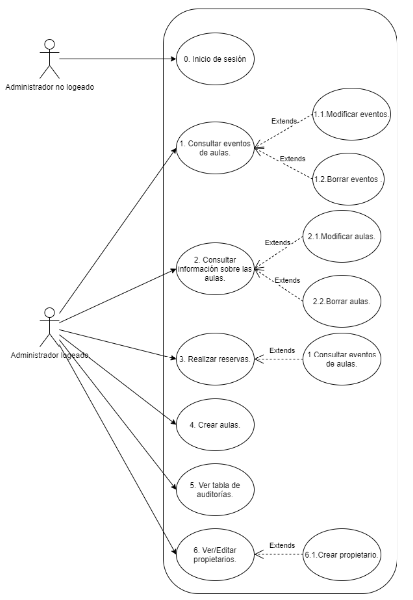 0. Inicio de sesión
Administrador no logeado
1.1.Modificar eventos.
Extends
1. Consultar eventos
de aulas.
Extends
1.2.Borrar eventos .
2.1.Modificar aulas.
Extends
2. Consultar
información sobre las
aulas.
Extends
2.2.Borrar aulas.
Administrador logeado
3. Realizar reservas.
Extends
1.Consultar eventos
de aulas.
4. Crear aulas.
5. Ver tabla de
auditorías.
6. Ver/Editar
propietarios.
Extends
6.1.Crear propietario.